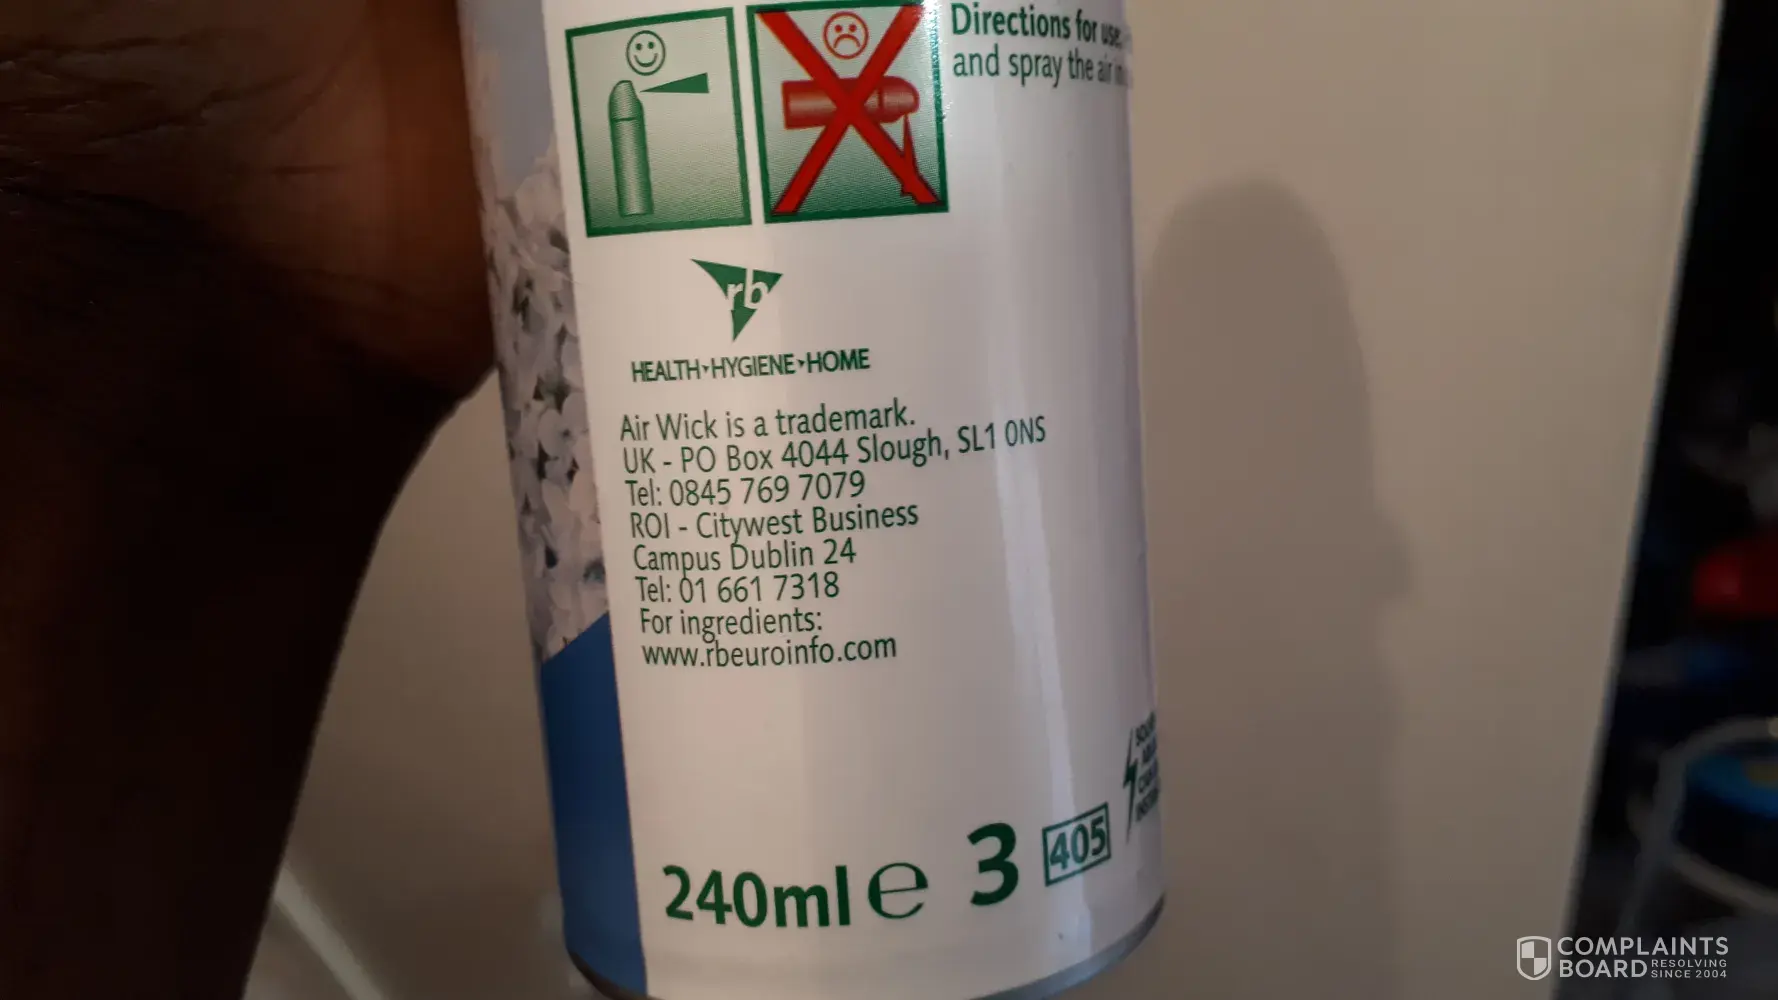 Directions for use.
and spray the air
rb
HEALTH▸HYGIENE▸HOME
Air Wick is a trademark.
UK - PO Box 4044 Slough, SL1 0NS
Tel: 0845 769 7079
ROI - Citywest Business
Campus Dublin 24
Tel: 01 661 7318
For ingredients:
www.rbeuroinfo.com
240ml e 3 405
COMPLAINTS
BOARD RESOLVING
SINCE 2004